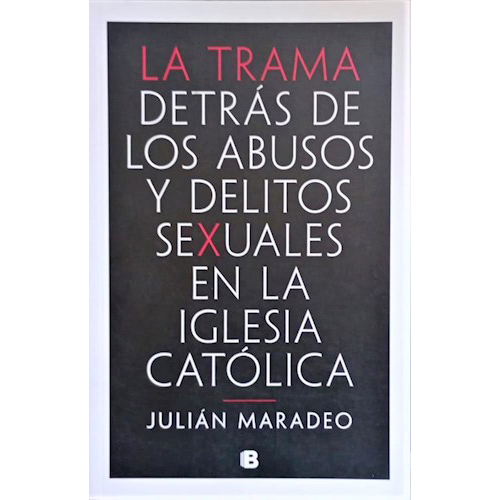 LA TRAMA
DETRÁS DE
LOS ABUSOS
Y DELITOS
SEXUALES
EN LA
IGLESIA
CATÓLICA
JULIÁN MARADEO
B